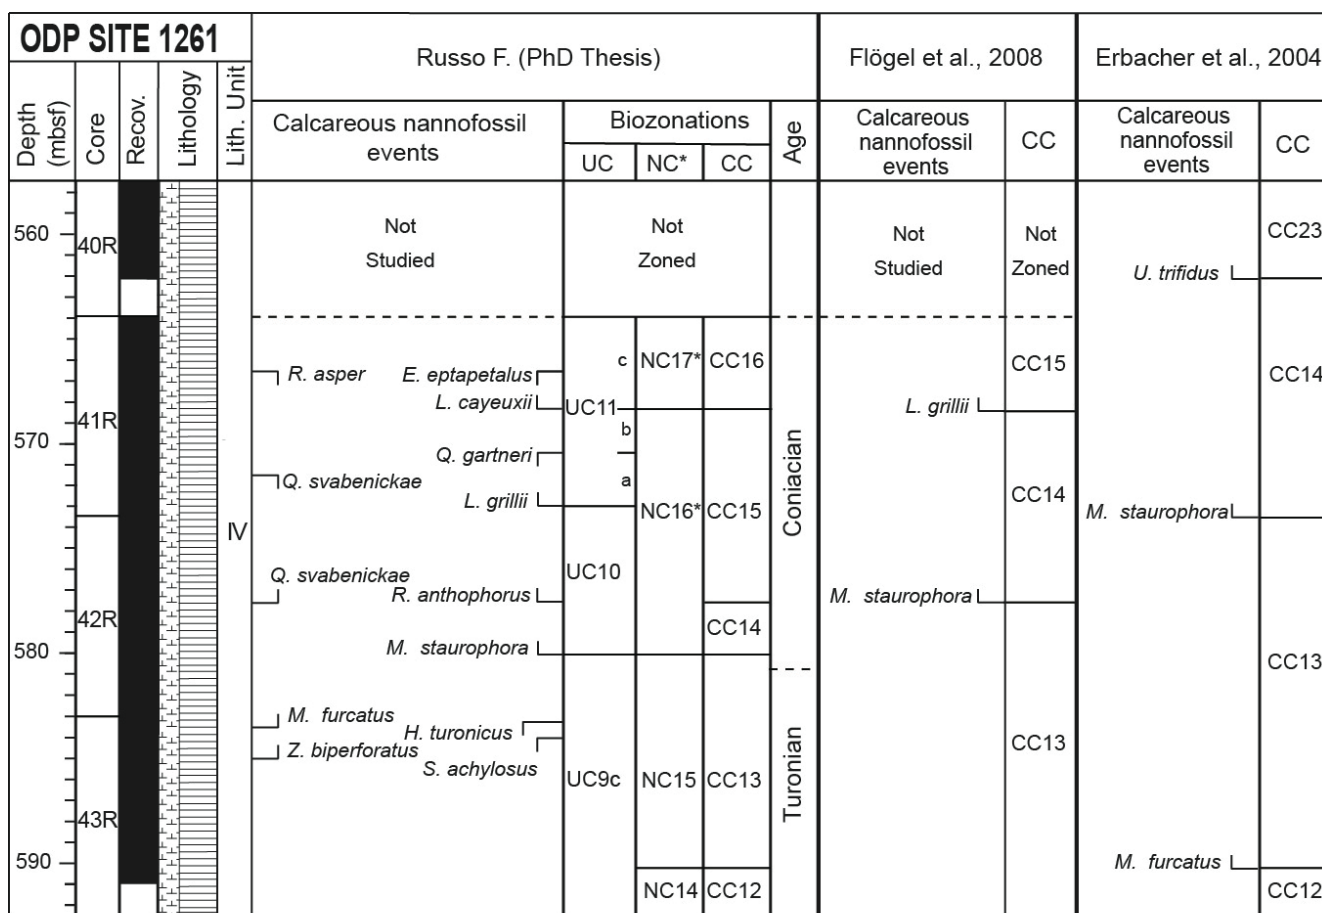 ODP SITE 1261
Russo F. (PhD Thesis)
Flögel et al., 2008
Erbacher et al., 2004
Depth
(mbsf)
Core
Recov.
Lithology
Lith. Unit
Calcareous nannofossil
events
Biozonations
UC
NC*
CC
Age
Calcareous
nannofossil
events
CC
Calcareous
nannofossil
events
CC
560
570
580
590
40R
41R
42R
43R
IV
Not
Studied
R. asper
E. eptapetalus
L. cayeuxii
Q. gartneri
Q. svabenickae
L. grillii
Q. svabenickae
R. anthophorus
M. staurophora
M. furcatus
H. turonicus
Z. biperforatus
S. achylosus
Not
Zoned
UC11
c
b
a
UC10
UC9c
NC17*
NC16*
NC15
NC14
CC16
CC15
CC14
CC13
CC12
Coniacian
Turonian
Not
Studied
L. grillii
M. staurophora
Not
Zoned
CC15
CC14
CC13
U. trifidus
M. staurophora
M. furcatus
CC23
CC14
CC13
CC12